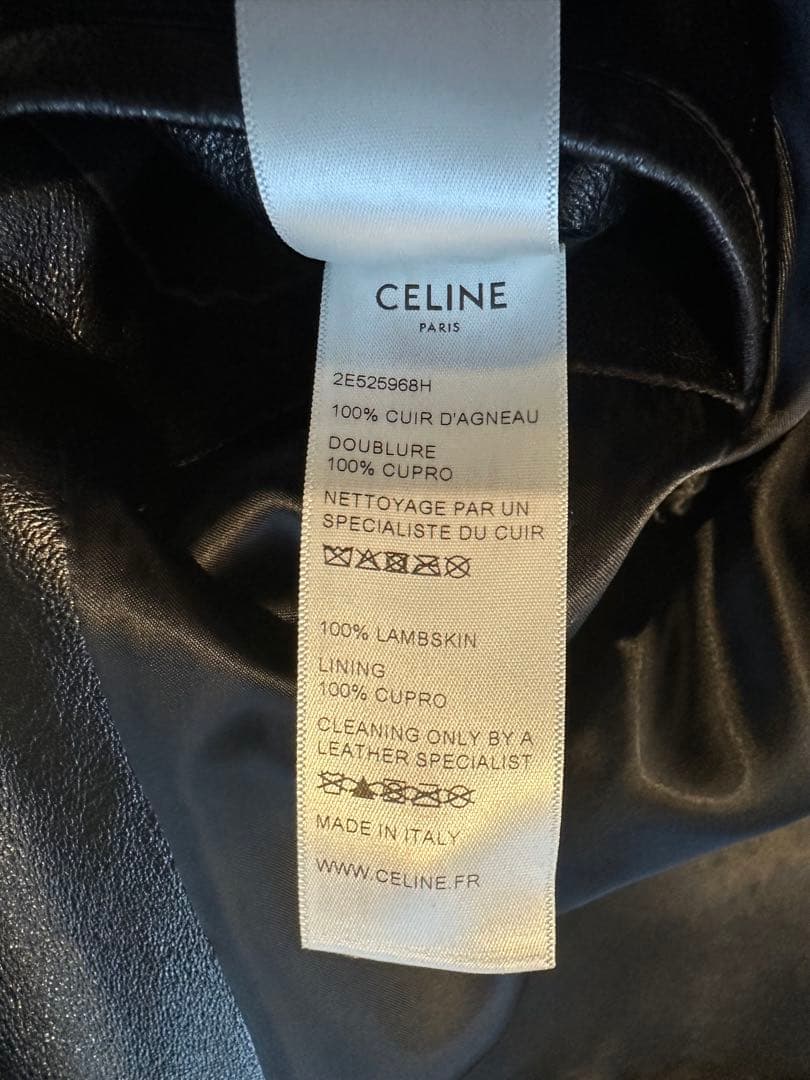 CELINE
PARIS
2E525968H
100% CUIR D'AGNEAU
DOUBLURE
100% CUPRO
NETTOYAGE PAR UN
SPECIALISTE DU CUIR
100% LAMBSKIN
LINING
100% CUPRO
CLEANING ONLY BY A
LEATHER SPECIALIST
MADE IN ITALY
WWW.CELINE.FR